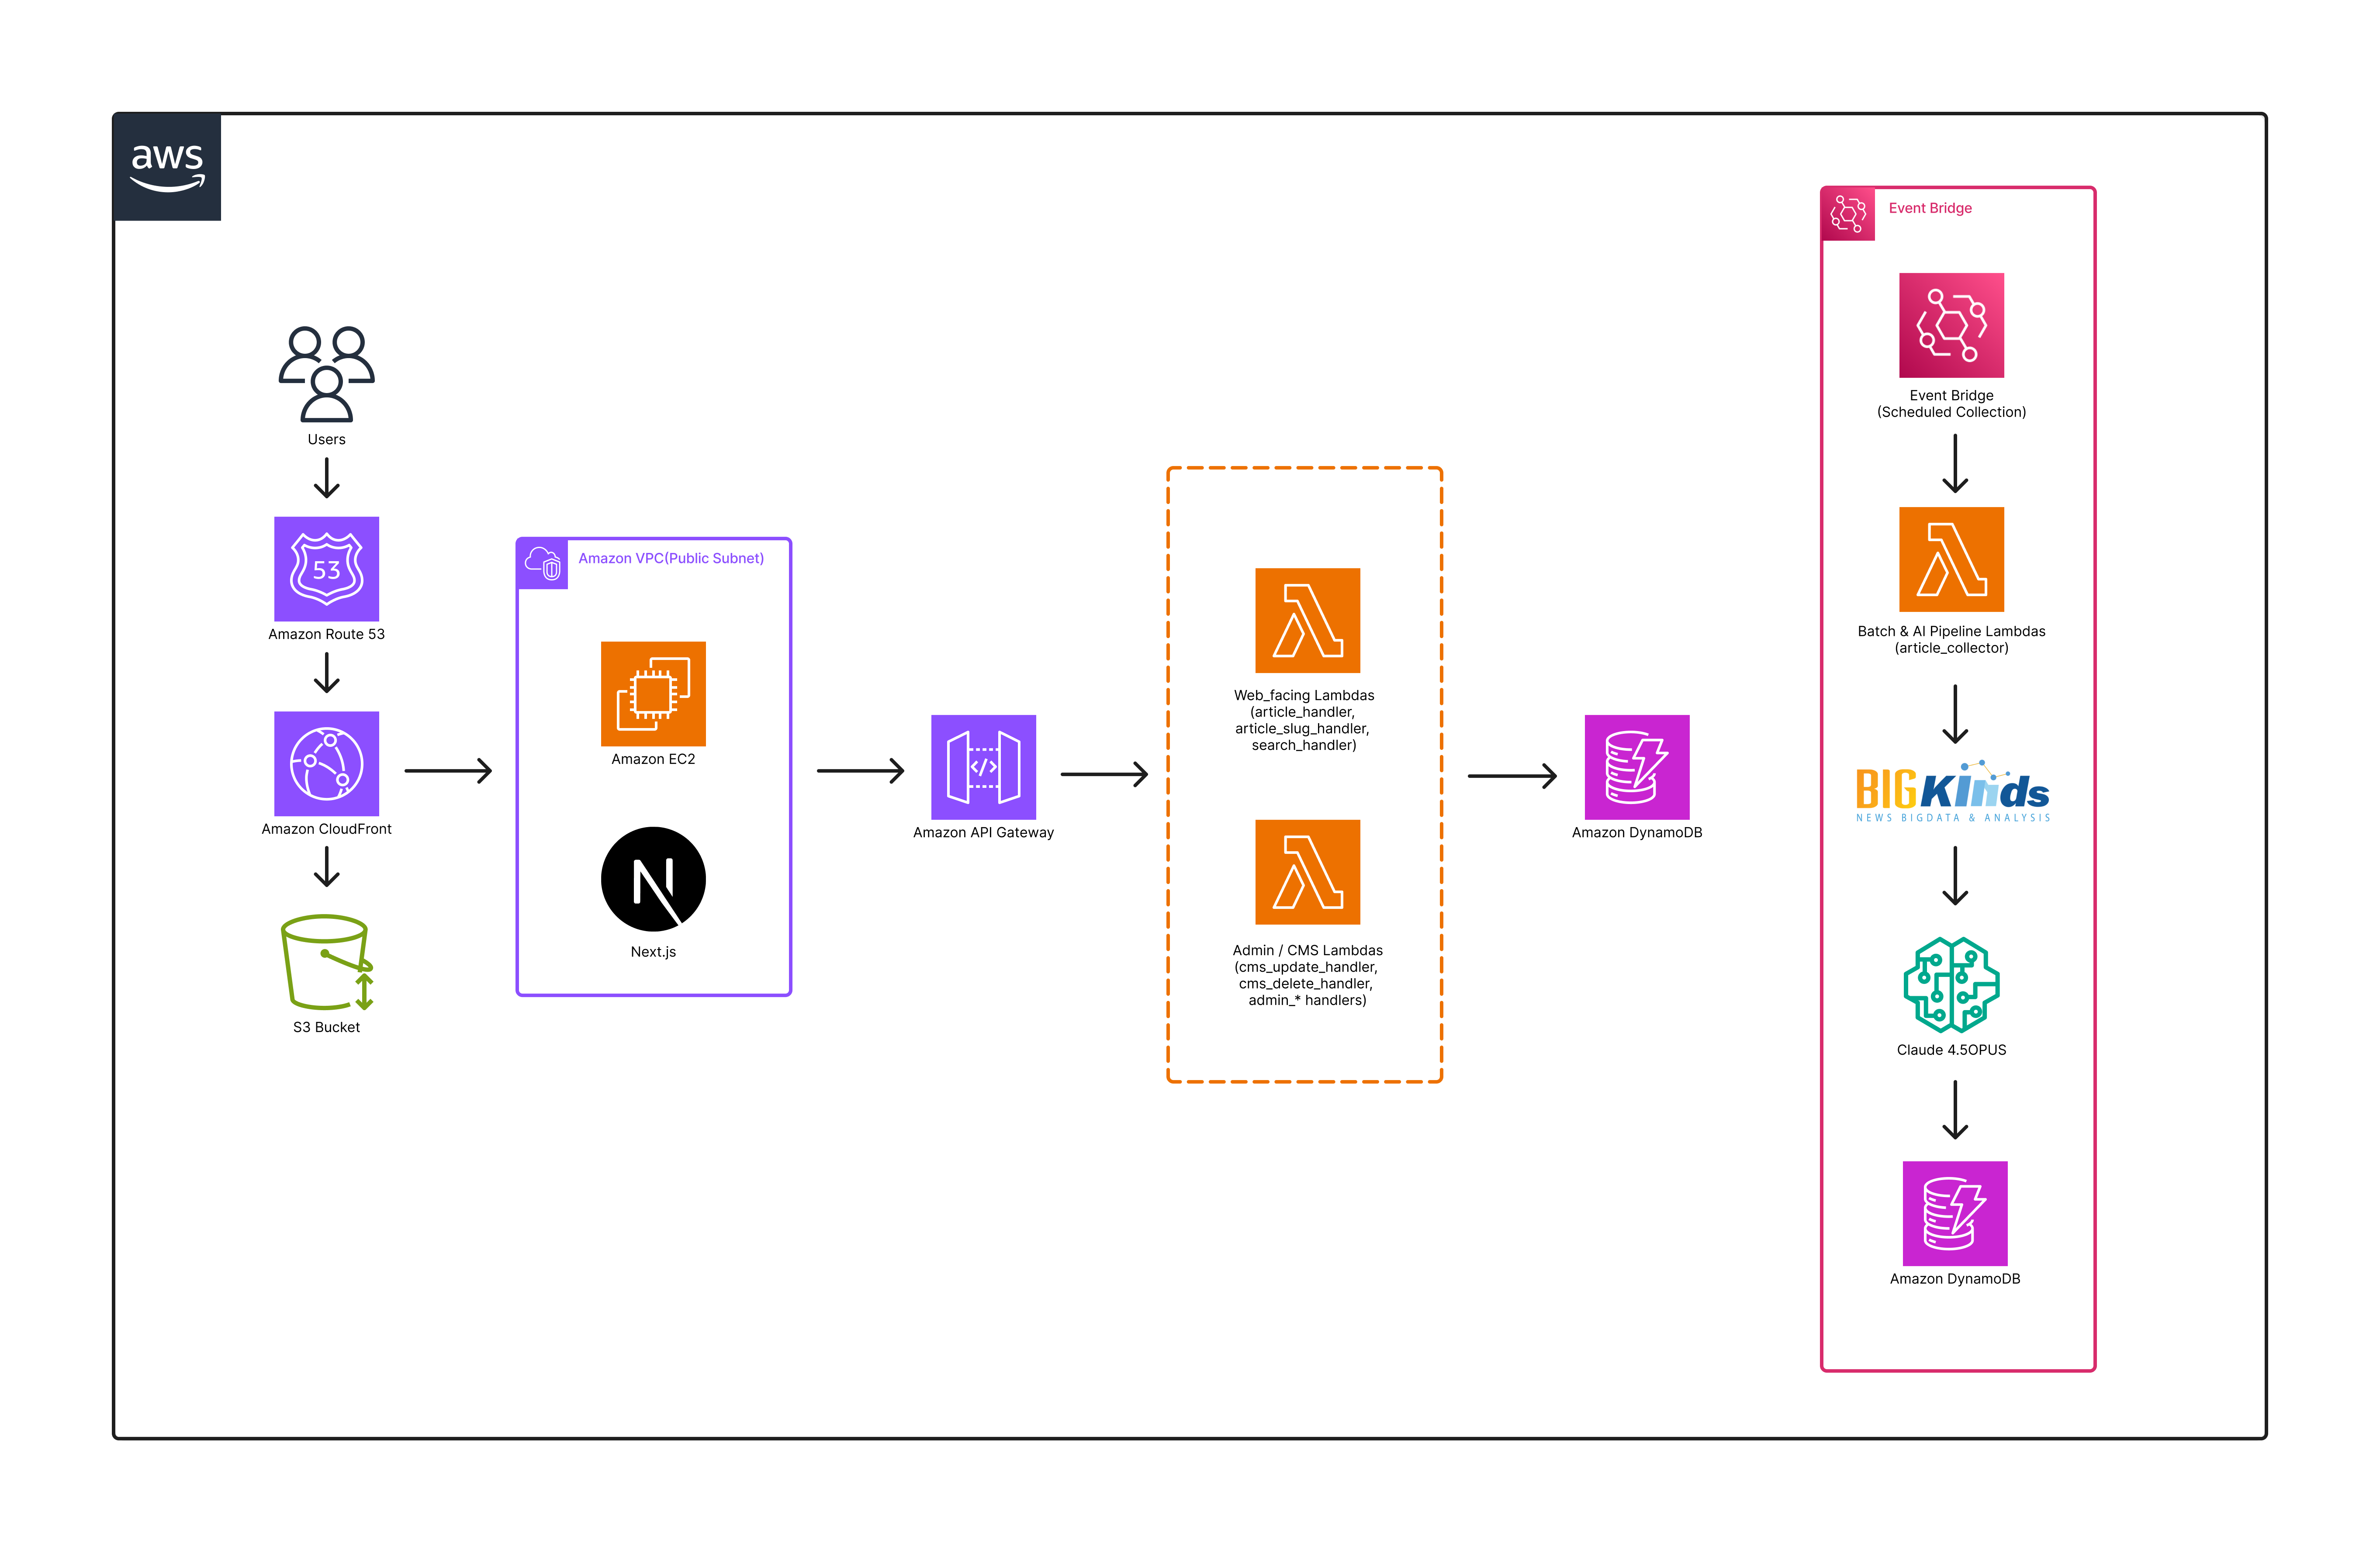 aws
Users
53
Amazon Route 53
Amazon CloudFront
S3 Bucket
Amazon VPC(Public Subnet)
Amazon EC2
N
Next.js
</>
Amazon API Gateway
Web_facing Lambdas
(article_handler,
article_slug_handler,
search_handler)
Admin / CMS Lambdas
(cms_update_handler,
cms_delete_handler,
admin_* handlers)
Amazon DynamoDB
Event Bridge
Event Bridge
(Scheduled Collection)
Batch & AI Pipeline Lambdas
(article_collector)
BIGKinds
NEWS BIGDATA & ANALYSIS
Claude 4.5OPUS
Amazon DynamoDB